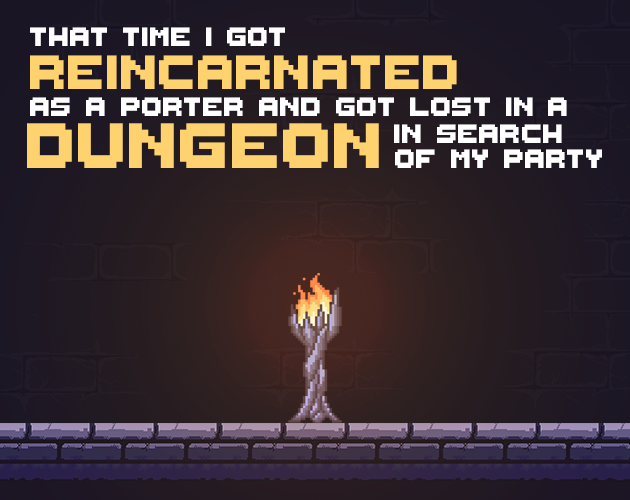 THAT TIME I GOT
REINCARNATED
AS A PORTER AND GOT LOST IN A
DUNGEON IN SEARCH
OF MY PARTY